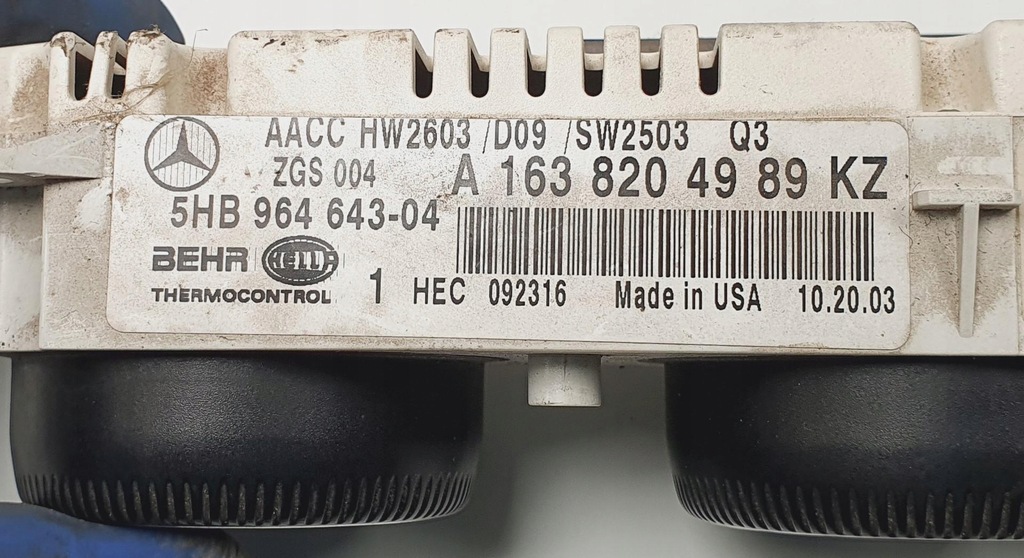 AACC HW2603 /D09 /SW2503 Q3
ZGS 004 A 163 820 49 89 KZ
5HB 964 643-04
BEHR HELLA
THERMOCONTROL 1 HEC 092316 Made in USA 10.20.03